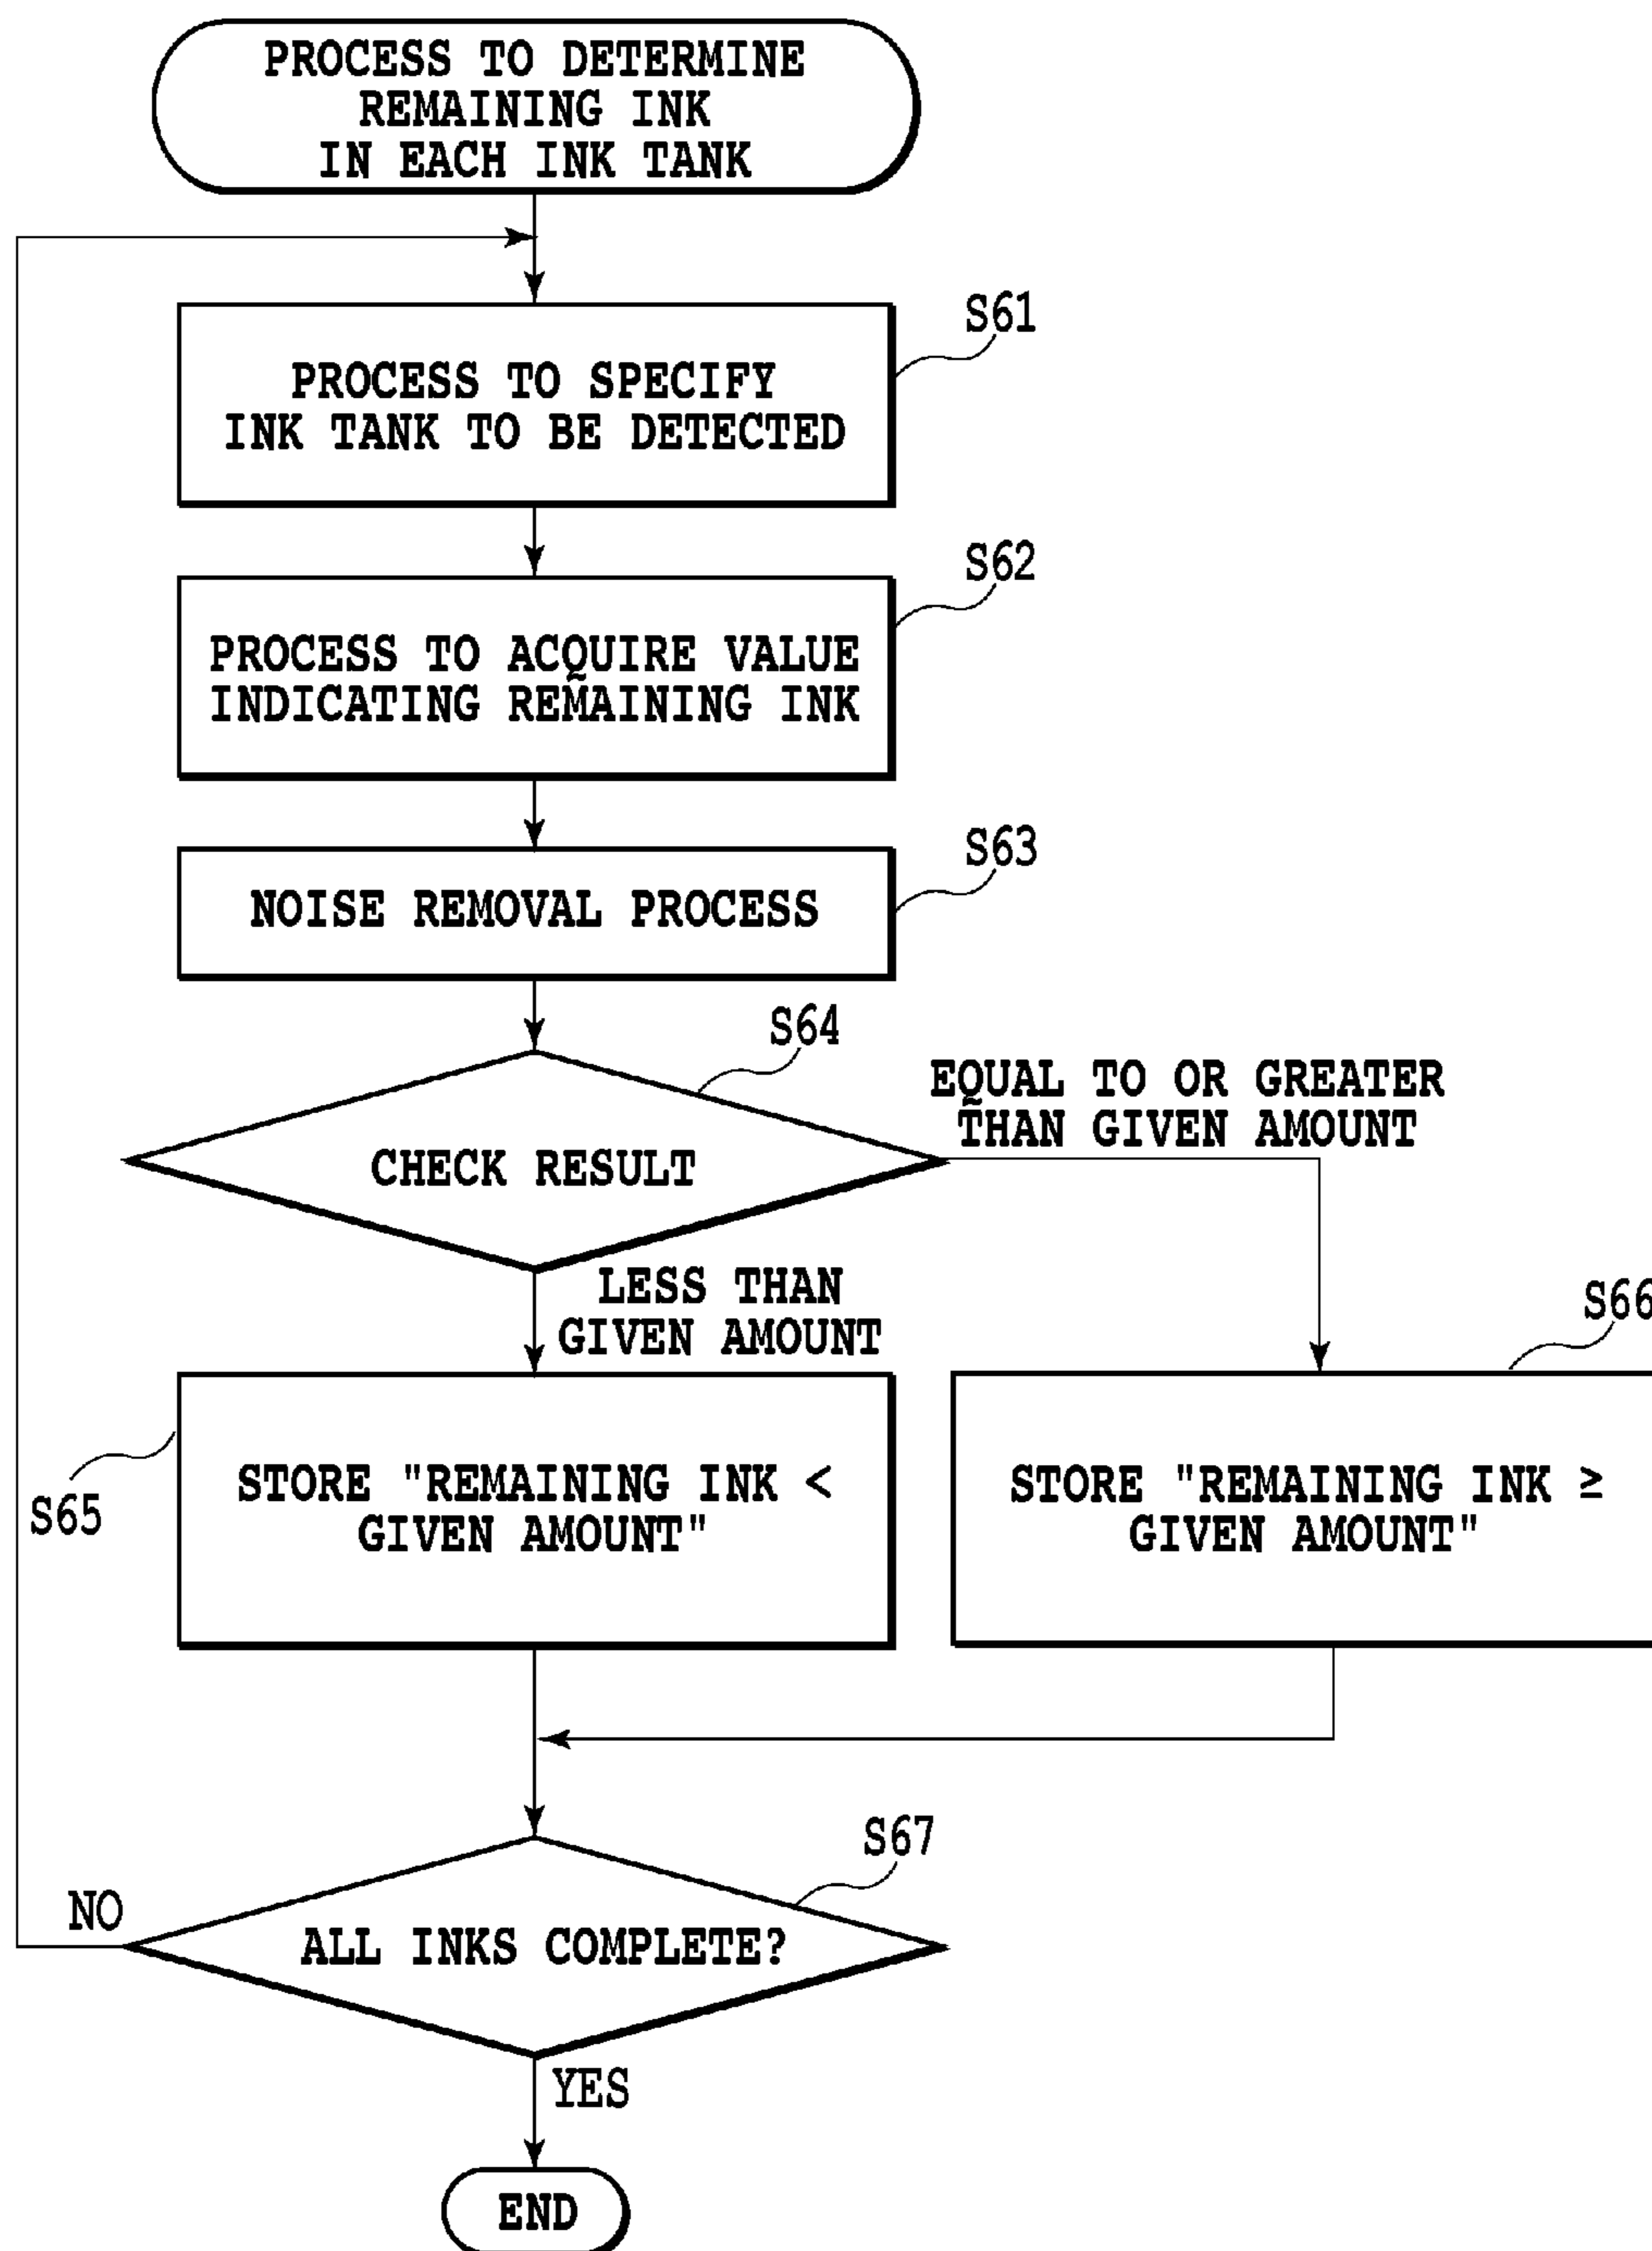 PROCESS TO DETERMINE
REMAINING INK
IN EACH INK TANK
S61
PROCESS TO SPECIFY
INK TANK TO BE DETECTED
S62
PROCESS TO ACQUIRE VALUE
INDICATING REMAINING INK
S63
NOISE REMOVAL PROCESS
S64
CHECK RESULT
EQUAL TO OR GREATER
THAN GIVEN AMOUNT
LESS THAN
GIVEN AMOUNT
S65
STORE "REMAINING INK <
GIVEN AMOUNT"
S66
STORE "REMAINING INK ≥
GIVEN AMOUNT"
S67
ALL INKS COMPLETE?
NO
YES
END